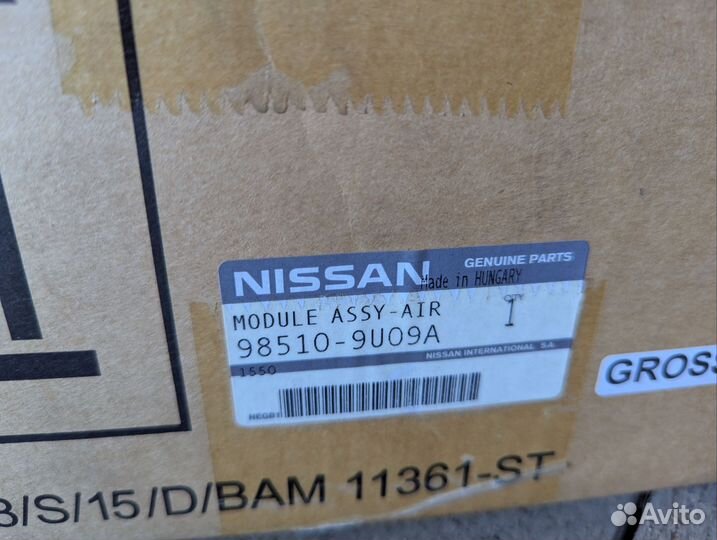 NISSAN
GENUINE PARTS
Made in HUNGARY
MODULE ASSY-AIR
I
98510-9U09A
NISSAN INTERNATIONAL S.A.
1550
NEGB1
GROSS
/S/15/D/BAM 11361-ST
Avito